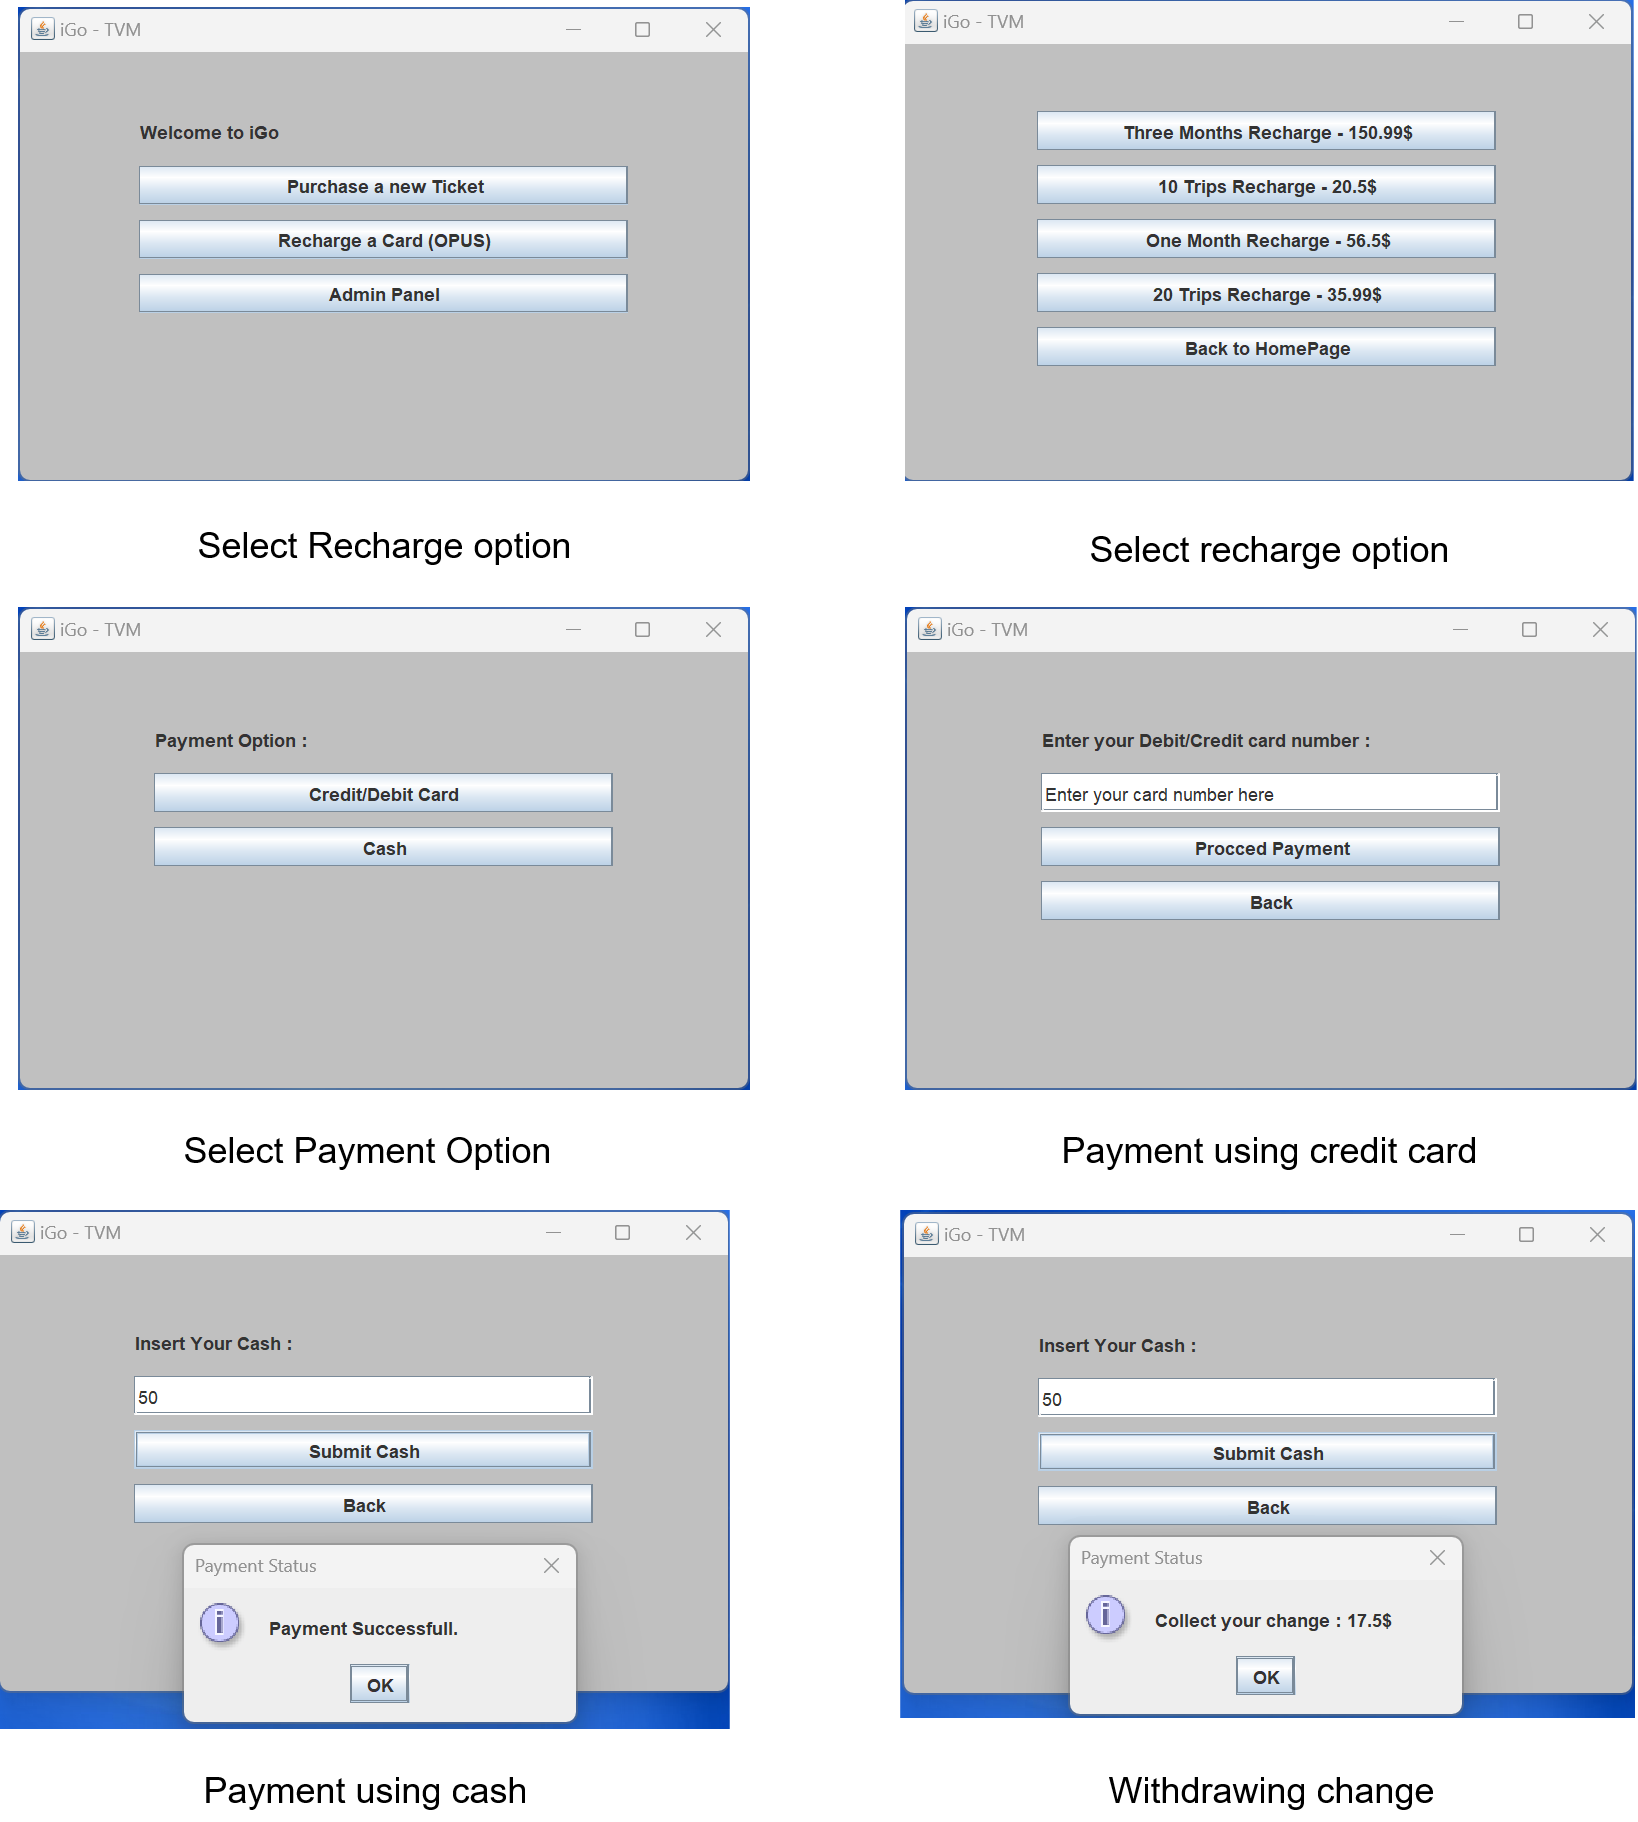 iGo - TVM
Welcome to iGo
Purchase a new Ticket
Recharge a Card (OPUS)
Admin Panel
Select Recharge option
iGo - TVM
Three Months Recharge - 150.99$
10 Trips Recharge - 20.5$
One Month Recharge - 56.5$
20 Trips Recharge - 35.99$
Back to HomePage
Select recharge option
iGo - TVM
Payment Option :
Credit/Debit Card
Cash
Select Payment Option
iGo - TVM
Enter your Debit/Credit card number :
Enter your card number here
Procced Payment
Back
Payment using credit card
iGo - TVM
Insert Your Cash :
50
Submit Cash
Back
Payment Status
Payment Successfull.
OK
Payment using cash
iGo - TVM
Insert Your Cash :
50
Submit Cash
Back
Payment Status
Collect your change : 17.5$
OK
Withdrawing change